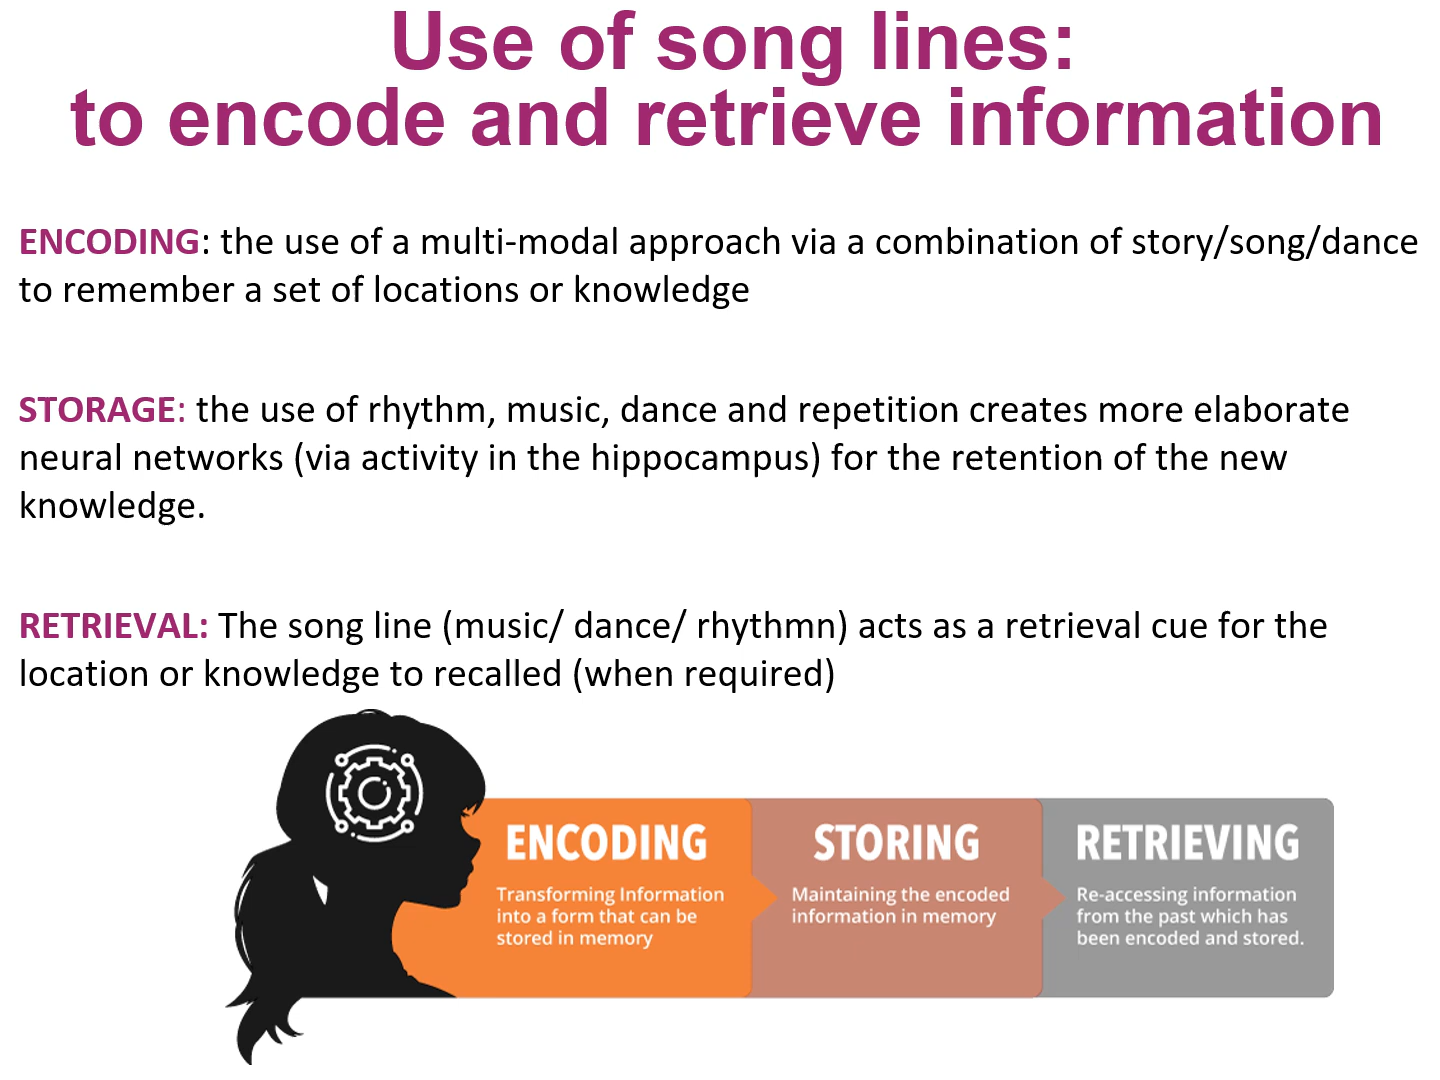 Use of song lines:
to encode and retrieve information
ENCODING: the use of a multi-modal approach via a combination of story/song/dance
to remember a set of locations or knowledge
STORAGE: the use of rhythm, music, dance and repetition creates more elaborate
neural networks (via activity in the hippocampus) for the retention of the new
knowledge.
RETRIEVAL: The song line (music/ dance/ rhythmn) acts as a retrieval cue for the
location or knowledge to recalled (when required)
ENCODING
Transforming Information
into a form that can be
stored in memory
STORING
Maintaining the encoded
information in memory
RETRIEVING
Re-accessing information
from the past which has
been encoded and stored.